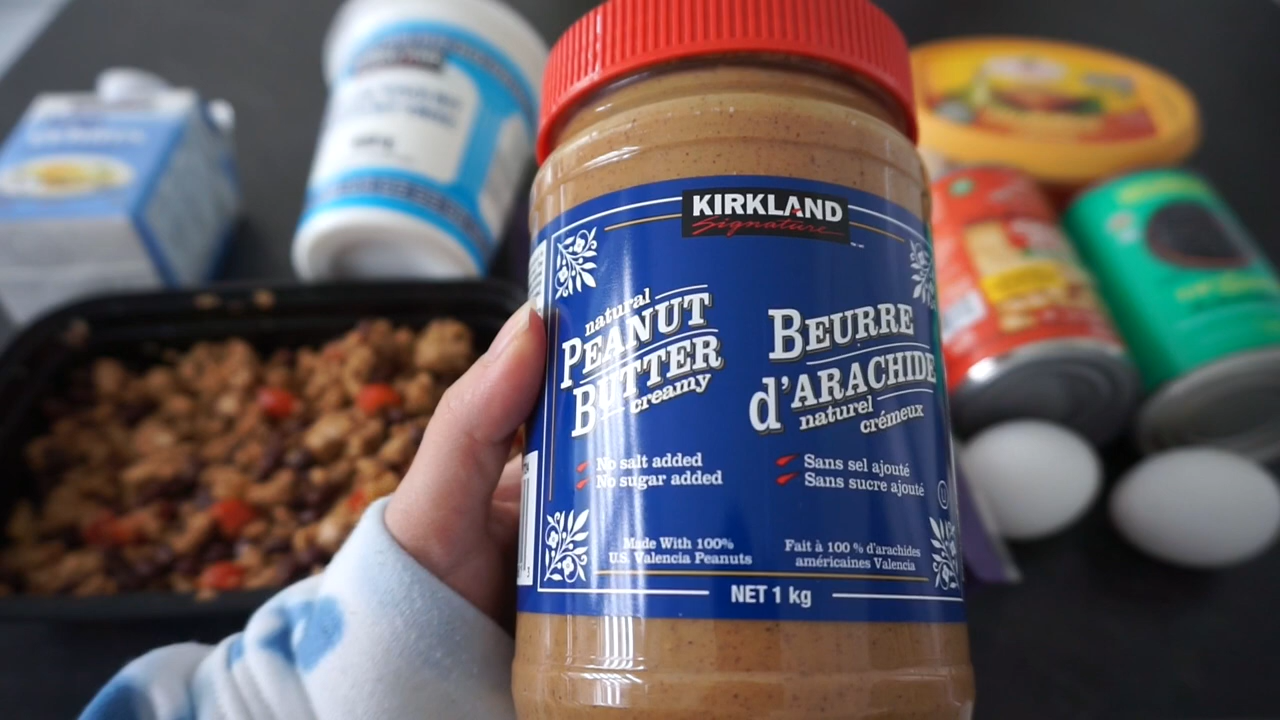 KIRKLAND
Signature
natural
PEANUT
BUTTER
creamy
BEURRE
d'ARACHIDE
naturel
crémeux
No salt added
No sugar added
Sans sel ajouté
Sans sucre ajouté
Made With 100%
U.S. Valencia Peanuts
Fait à 100 % d'arachides
américaines Valencia
NET 1 kg